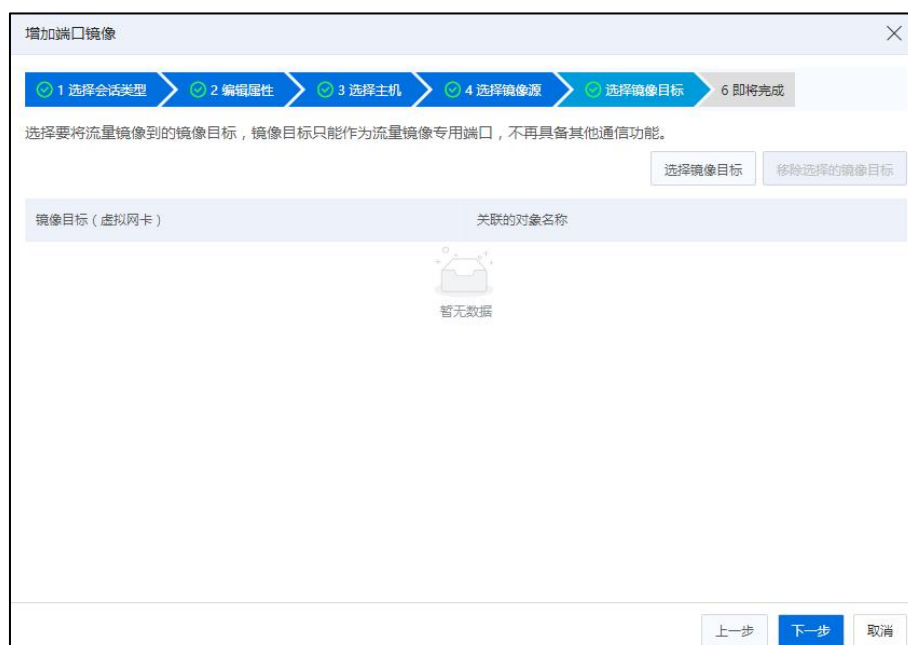 增加端口镜像
1 选择会话类型 2 编辑属性 3 选择主机 4 选择镜像源 选择镜像目标 6 即将完成
选择要将流量镜像到的镜像目标，镜像目标只能作为流量镜像专用端口，不再具备其他通信功能。
选择镜像目标 移除选择的镜像目标
镜像目标（虚拟网卡） 关联的对象名称
暂无数据
上一步 下一步 取消